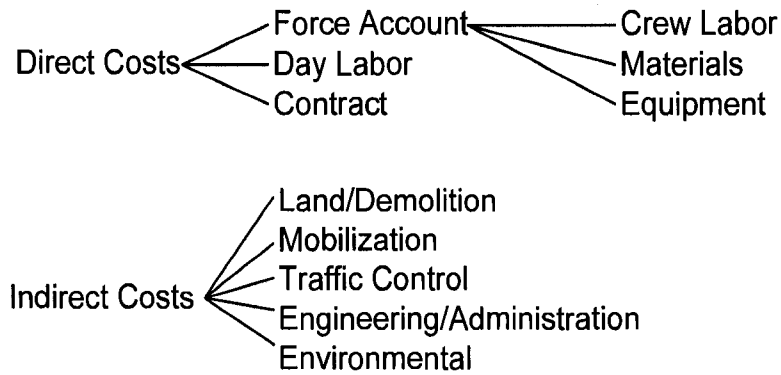 Direct Costs
Force Account
Day Labor
Contract
Crew Labor
Materials
Equipment
Indirect Costs
Land/Demolition
Mobilization
Traffic Control
Engineering/Administration
Environmental